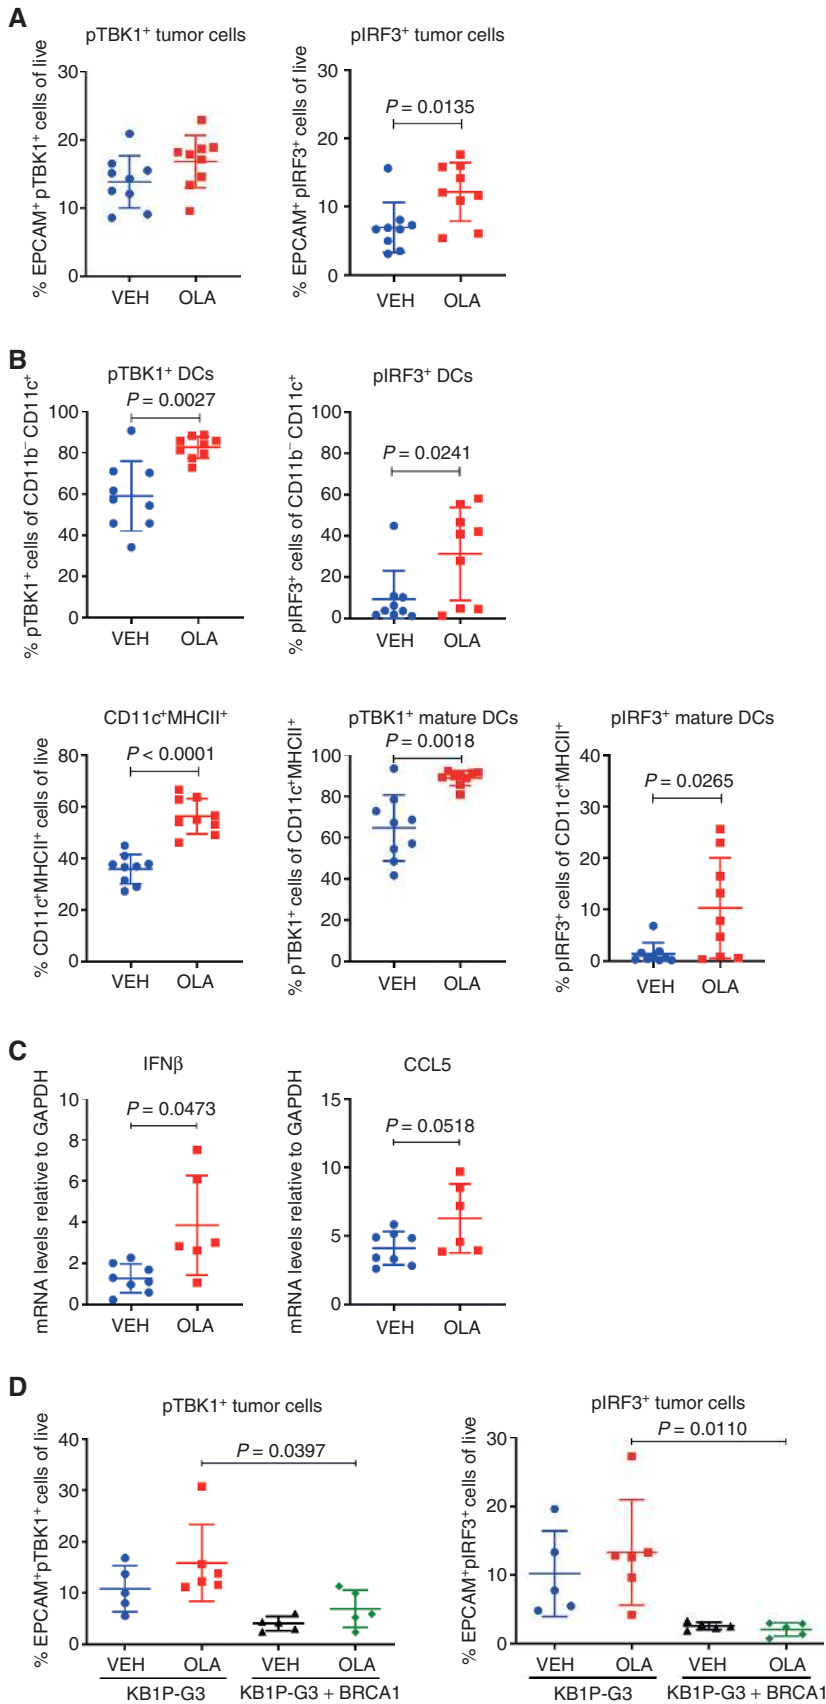 A
pTBK1⁺ tumor cells
pIRF3⁺ tumor cells
% EPCAM⁺ pTBK1⁺ cells of live
30
20
10
0
VEH OLA
% EPCAM⁺ pIRF3⁺ cells of live
30
20
10
0
P = 0.0135
VEH OLA
B
pTBK1⁺ DCs
P = 0.0027
% pTBK1⁺ cells of CD11b⁻ CD11c⁺
100
80
60
40
20
0
VEH OLA
pIRF3⁺ DCs
P = 0.0241
% pIRF3⁺ cells of CD11b⁻ CD11c⁺
100
80
60
40
20
0
VEH OLA
CD11c⁺MHCII⁺
P < 0.0001
% CD11c⁺MHCII⁺ cells of live
80
60
40
20
0
VEH OLA
pTBK1⁺ mature DCs
P = 0.0018
% pTBK1⁺ cells of CD11c⁺MHCII⁺
100
80
60
40
20
0
VEH OLA
pIRF3⁺ mature DCs
P = 0.0265
% pIRF3⁺ cells of CD11c⁺MHCII⁺
40
30
20
10
0
VEH OLA
C
IFNβ
P = 0.0473
mRNA levels relative to GAPDH
10
8
6
4
2
0
VEH OLA
CCL5
P = 0.0518
mRNA levels relative to GAPDH
15
10
5
0
VEH OLA
D
pTBK1⁺ tumor cells
P = 0.0397
% EPCAM⁺pTBK1⁺ cells of live
40
30
20
10
0
VEH OLA VEH OLA
KB1P-G3 KB1P-G3 + BRCA1
pIRF3⁺ tumor cells
P = 0.0110
% EPCAM⁺pIRF3⁺ cells of live
30
20
10
0
VEH OLA VEH OLA
KB1P-G3 KB1P-G3 + BRCA1